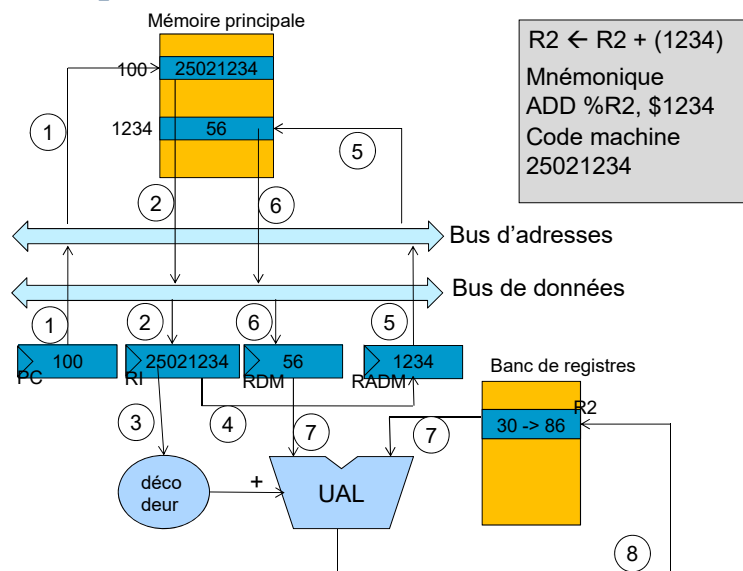 Mémoire principale
100 25021234
1234 56
R2 ← R2 + (1234)
Mnémonique
ADD %R2, $1234
Code machine
25021234
1
5
2
6
Bus d'adresses
Bus de données
1
2
6
5
100
25021234
56
1234
PC
RI
RDM
RADM
Banc de registres
R2
30 -> 86
3
4
7
7
déco
deur
+
UAL
8